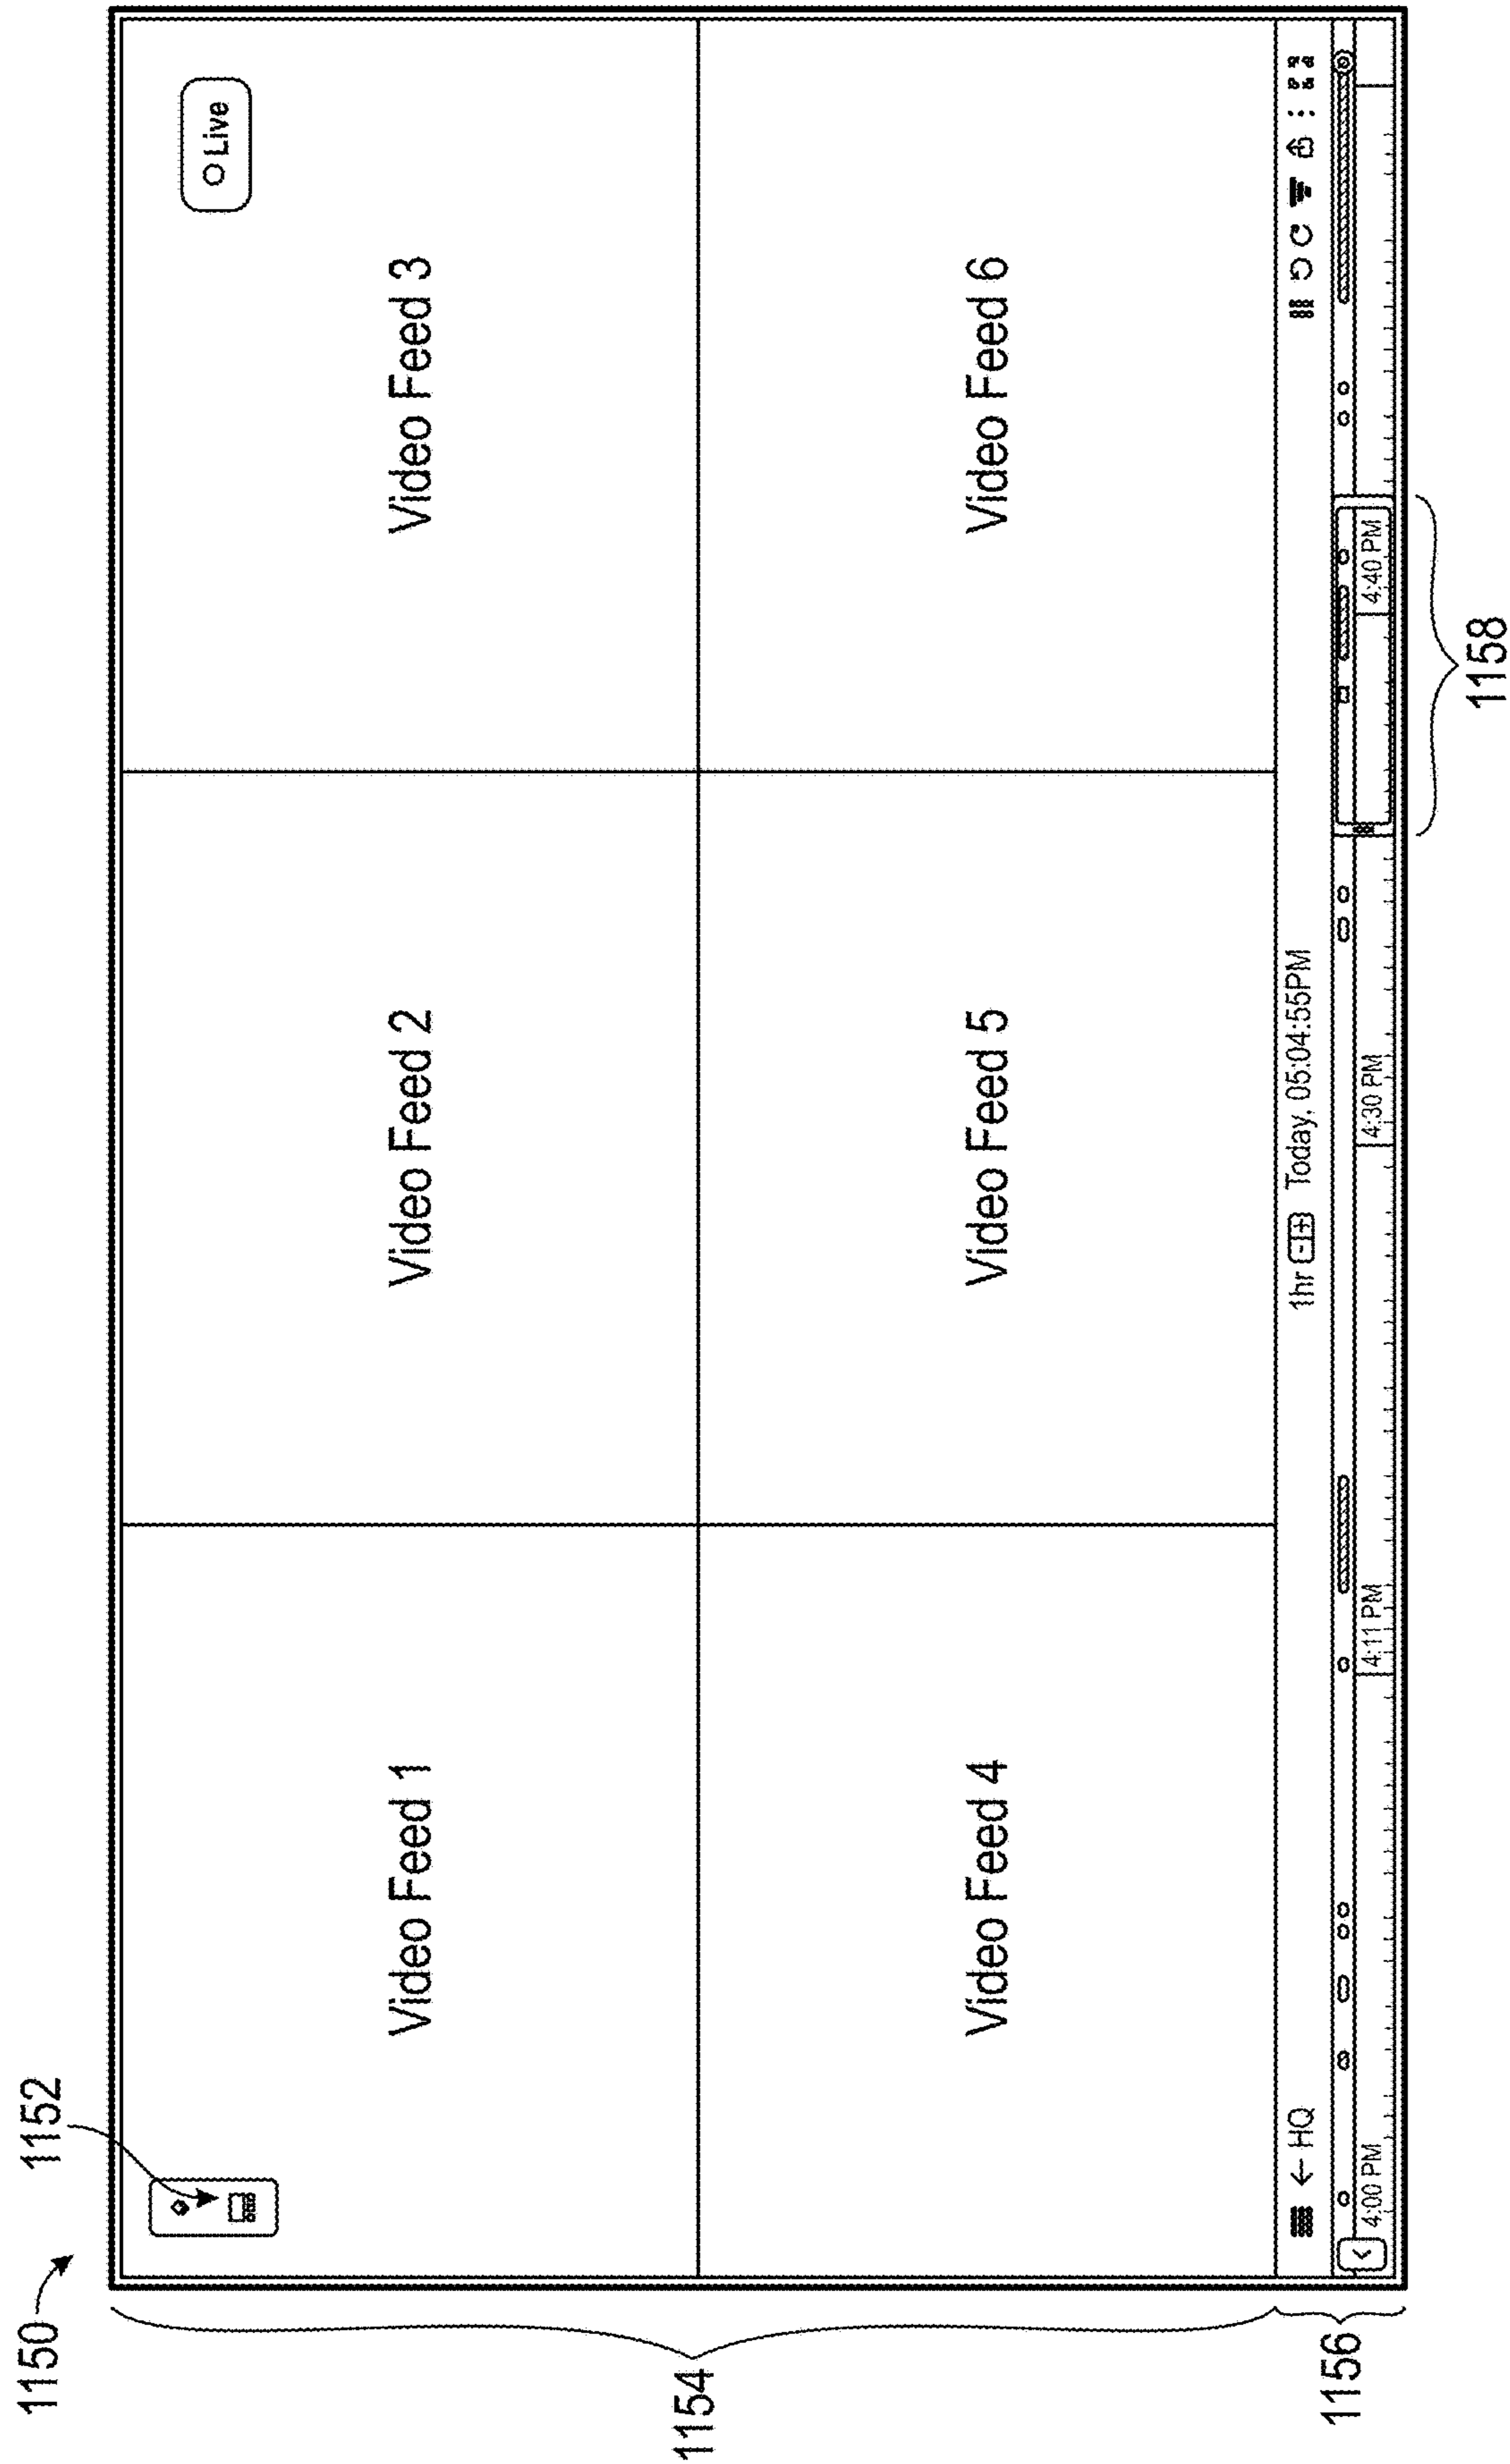 1150
1152
Live
Video Feed 1
Video Feed 2
Video Feed 3
1154
Video Feed 4
Video Feed 5
Video Feed 6
← HQ
1hr - + Today, 05:04:55PM
1156
4:00 PM
4:11 PM
4:30 PM
4:40 PM
1158